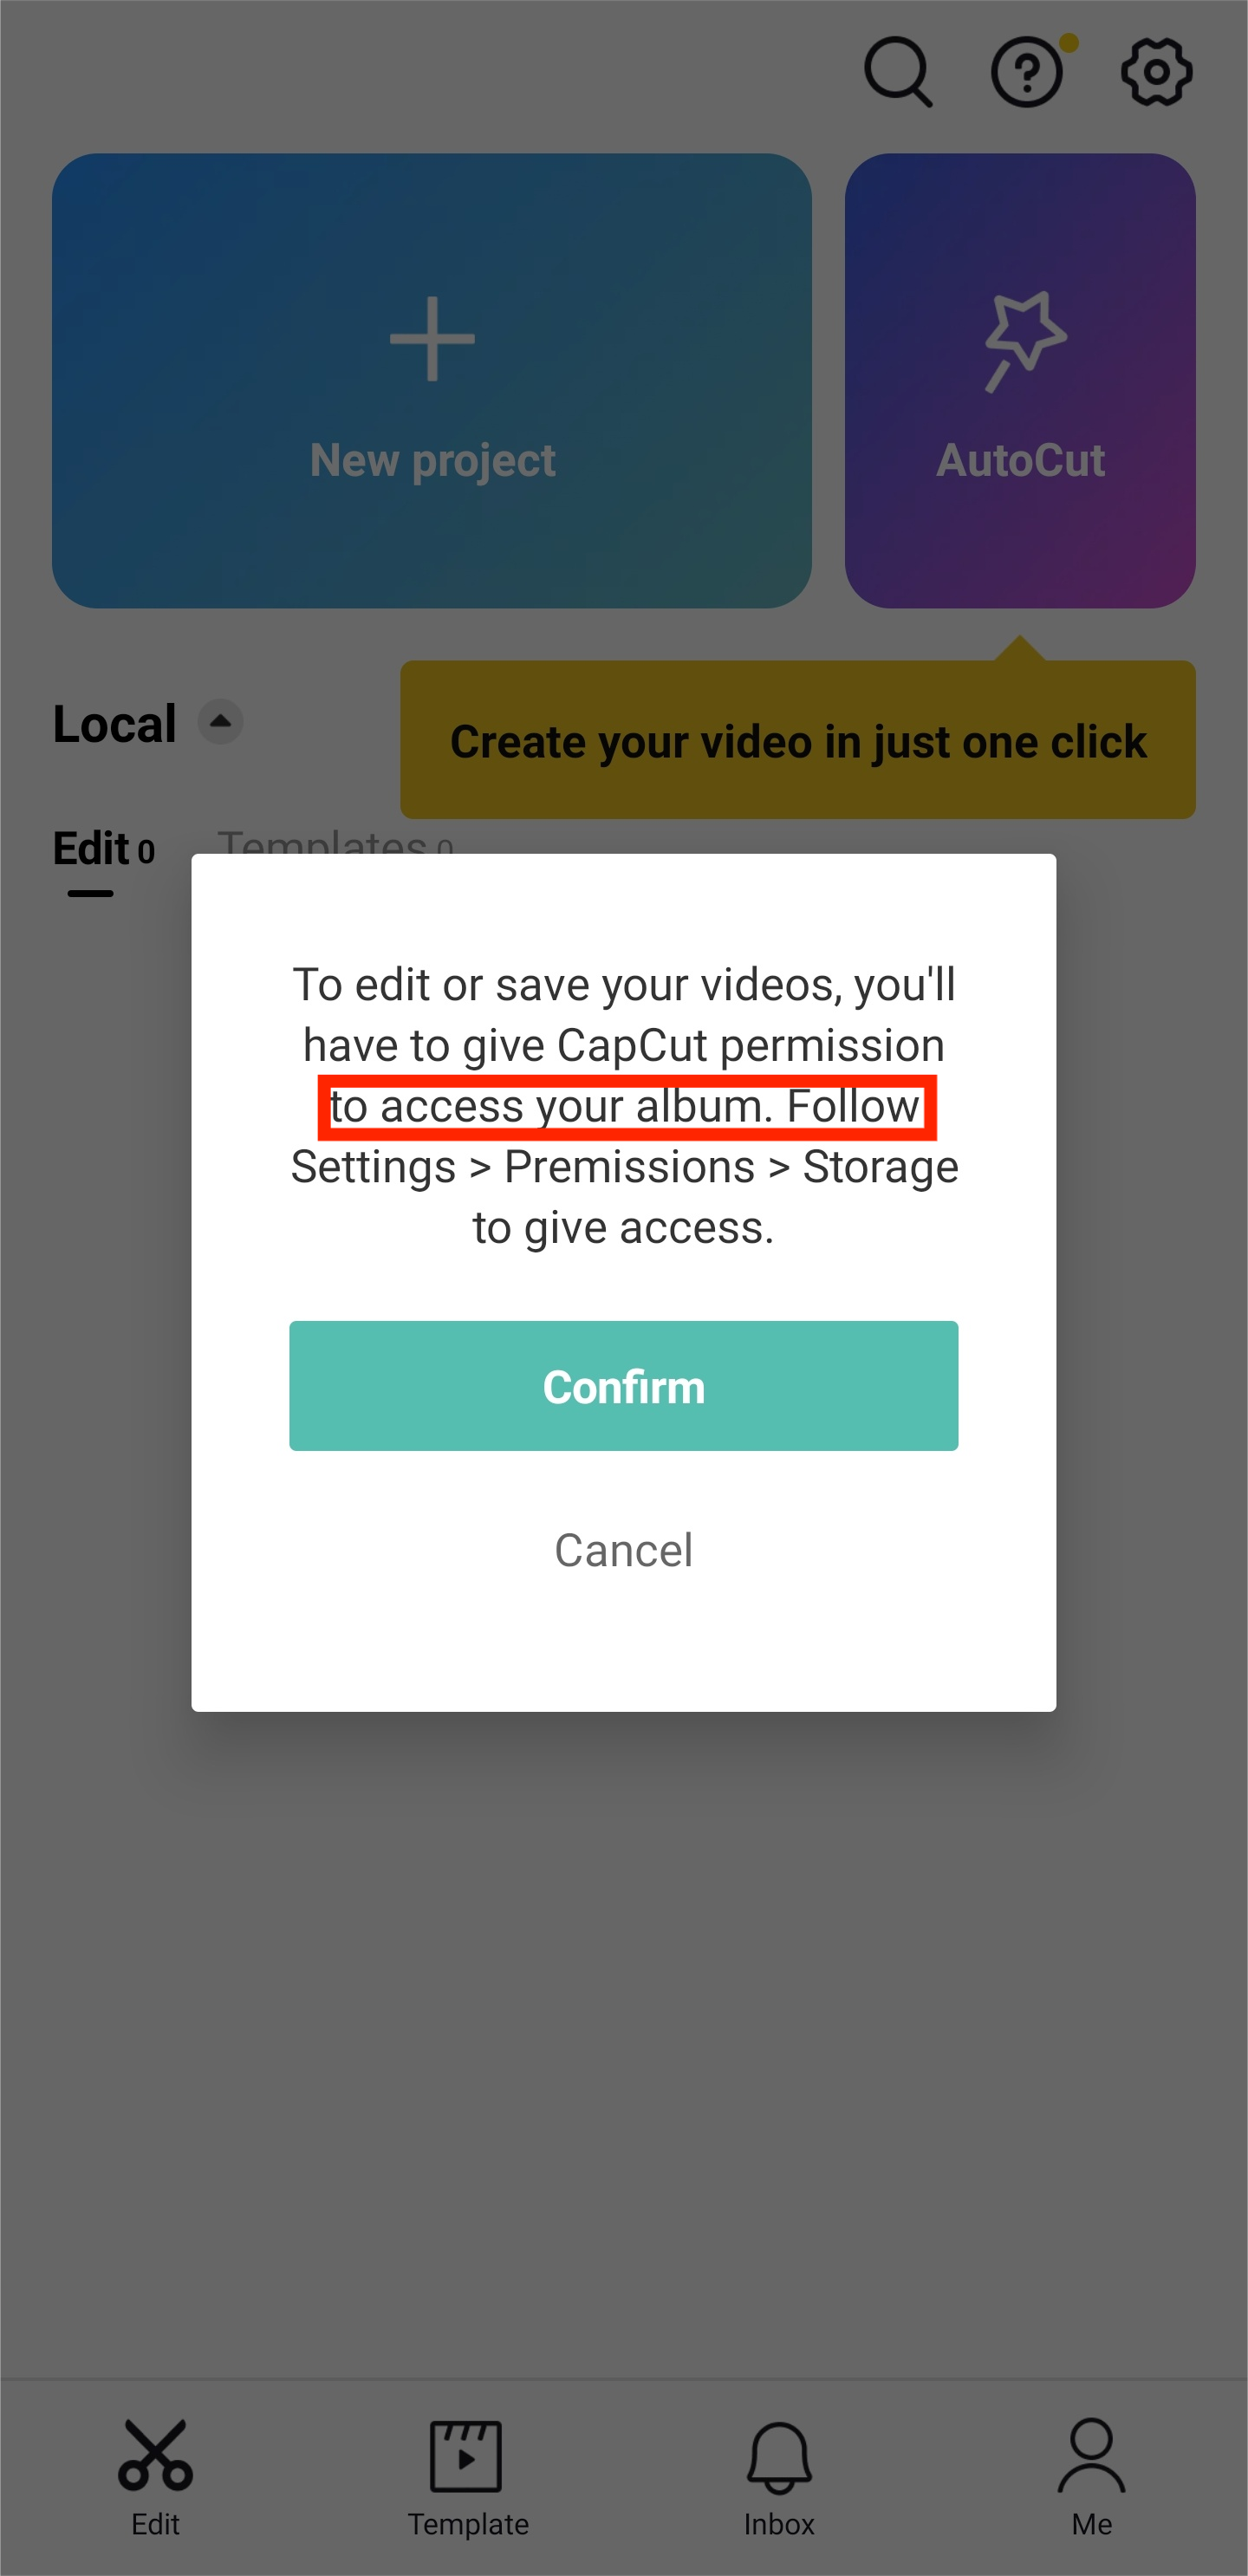 New project
AutoCut
Local
Create your video in just one click
Edit 0
Templates 0
To edit or save your videos, you'll
have to give CapCut permission
to access your album. Follow
Settings > Premissions > Storage
to give access.
Confirm
Cancel
Edit
Template
Inbox
Me